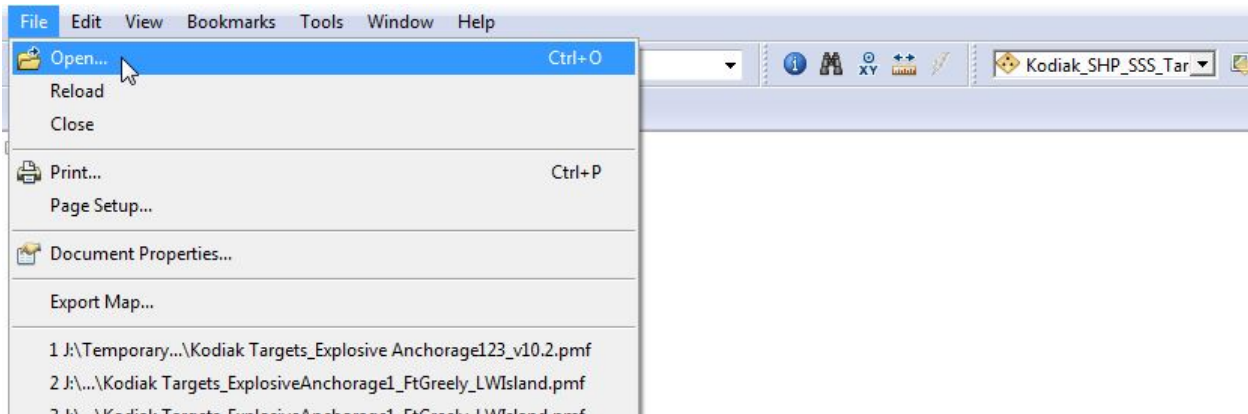 File Edit View Bookmarks Tools Window Help
Open... Ctrl+O
XY Kodiak_SHP_SSS_Tar
Reload
Close
Print... Ctrl+P
Page Setup...
Document Properties...
Export Map...
1 J:\Temporary...\Kodiak Targets_Explosive Anchorage123_v10.2.pmf
2 J:\...\Kodiak Targets_ExplosiveAnchorage1_FtGreely_LWIsland.pmf